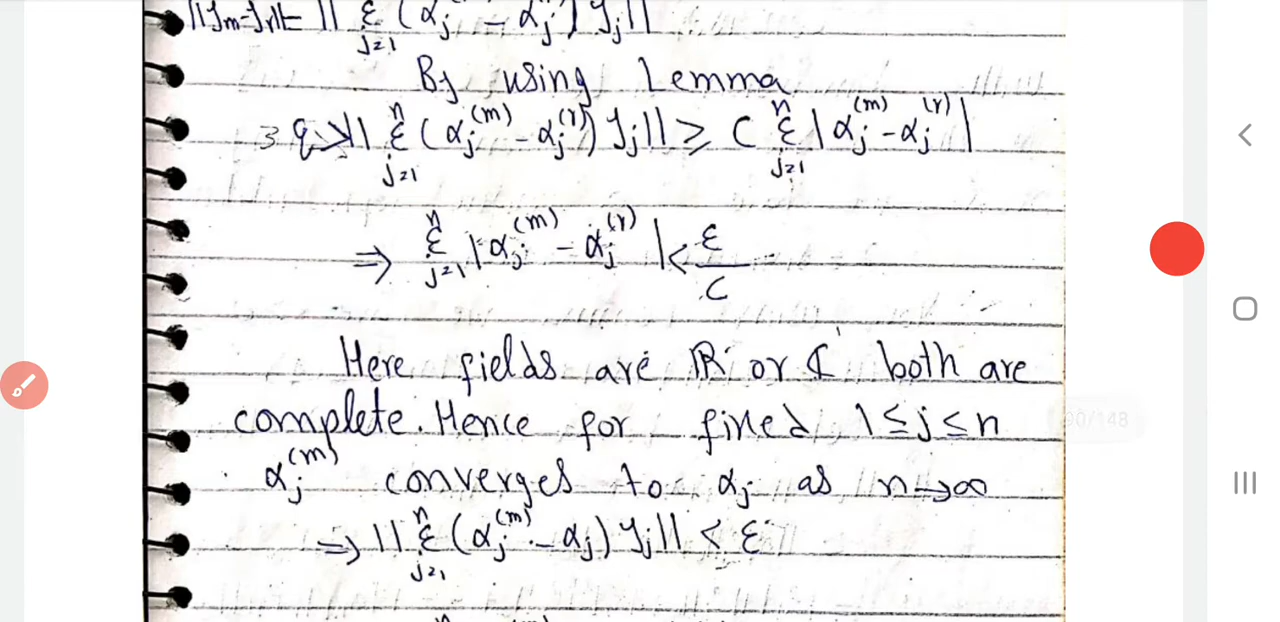 ||y_m - y_r|| = || Σ_{j=1} (α_j - α_j) y_j ||
By using Lemma
ε > || Σ_{j=1}^{n} (α_j^{(m)} - α_j^{(r)}) y_j || ≥ C Σ_{j=1}^{n} |α_j^{(m)} - α_j^{(r)}|
⇒ Σ_{j=1}^{n} |α_j^{(m)} - α_j^{(r)}| < ε/C
Here fields are ℝ or ℂ both are
complete. Hence for fixed 1 ≤ j ≤ n
90/148
α_j^{(m)} converges to α_j as n→∞
⇒ || Σ_{j=1}^{n} (α_j^{(m)} - α_j) y_j || < ε